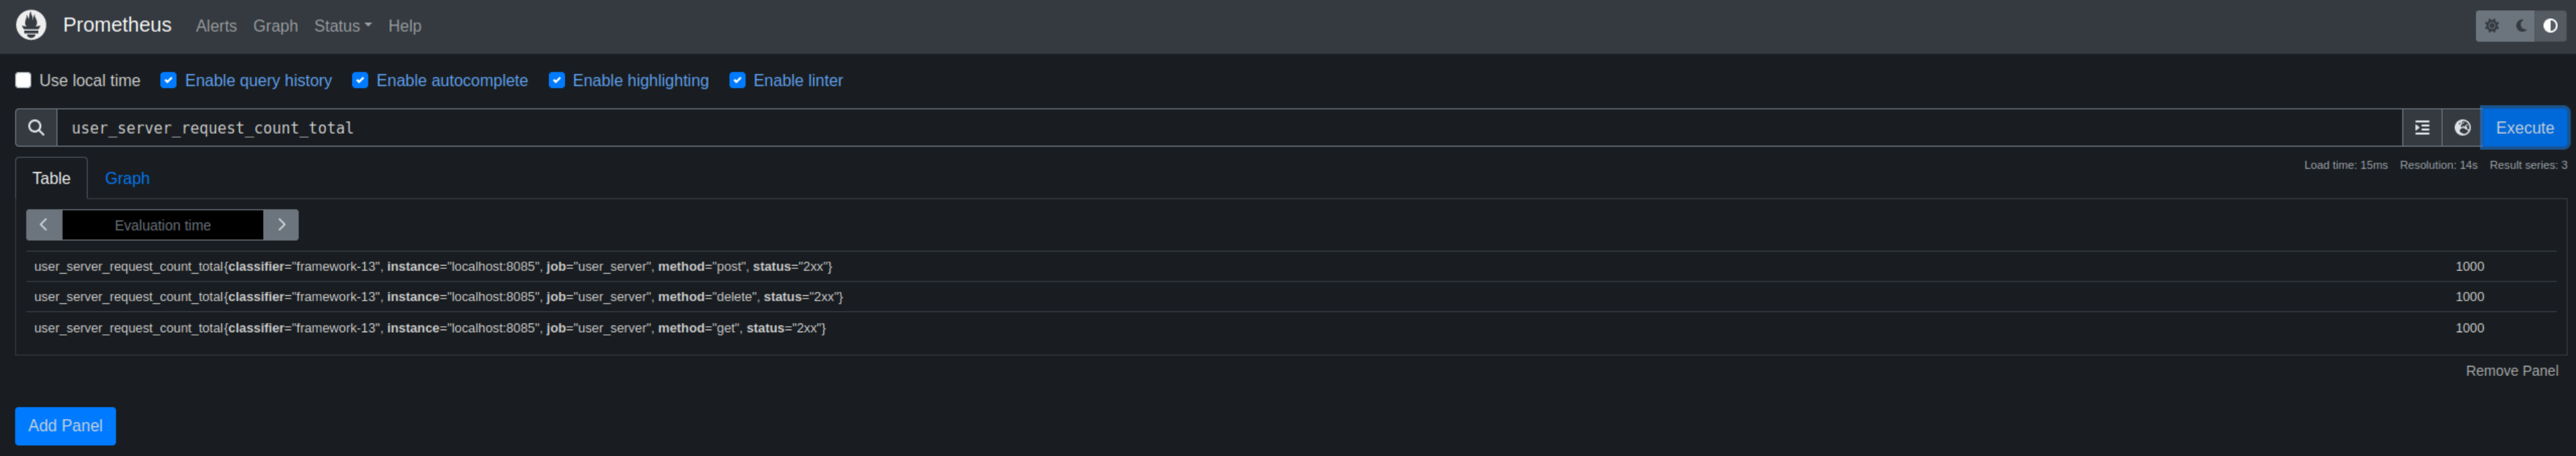 Prometheus Alerts Graph Status Help
Use local time Enable query history Enable autocomplete Enable highlighting Enable linter
user_server_request_count_total Execute
Load time: 15ms Resolution: 14s Result series: 3
Table Graph
Evaluation time
user_server_request_count_total{classifier="framework-13", instance="localhost:8085", job="user_server", method="post", status="2xx"} 1000
user_server_request_count_total{classifier="framework-13", instance="localhost:8085", job="user_server", method="delete", status="2xx"} 1000
user_server_request_count_total{classifier="framework-13", instance="localhost:8085", job="user_server", method="get", status="2xx"} 1000
Remove Panel
Add Panel